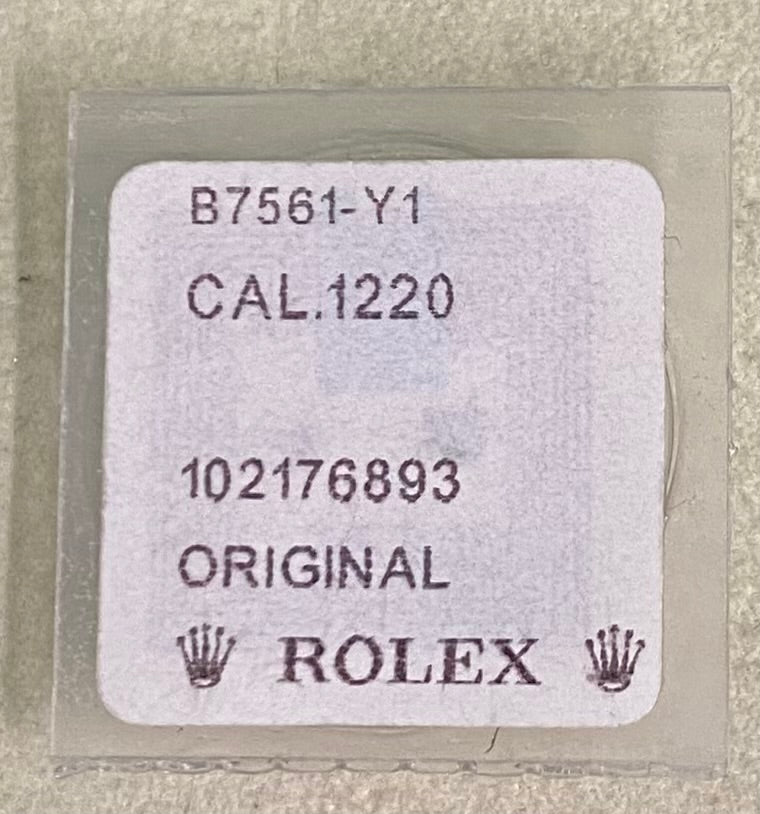 B7561-Y1
CAL.1220
102176893
ORIGINAL
ROLEX